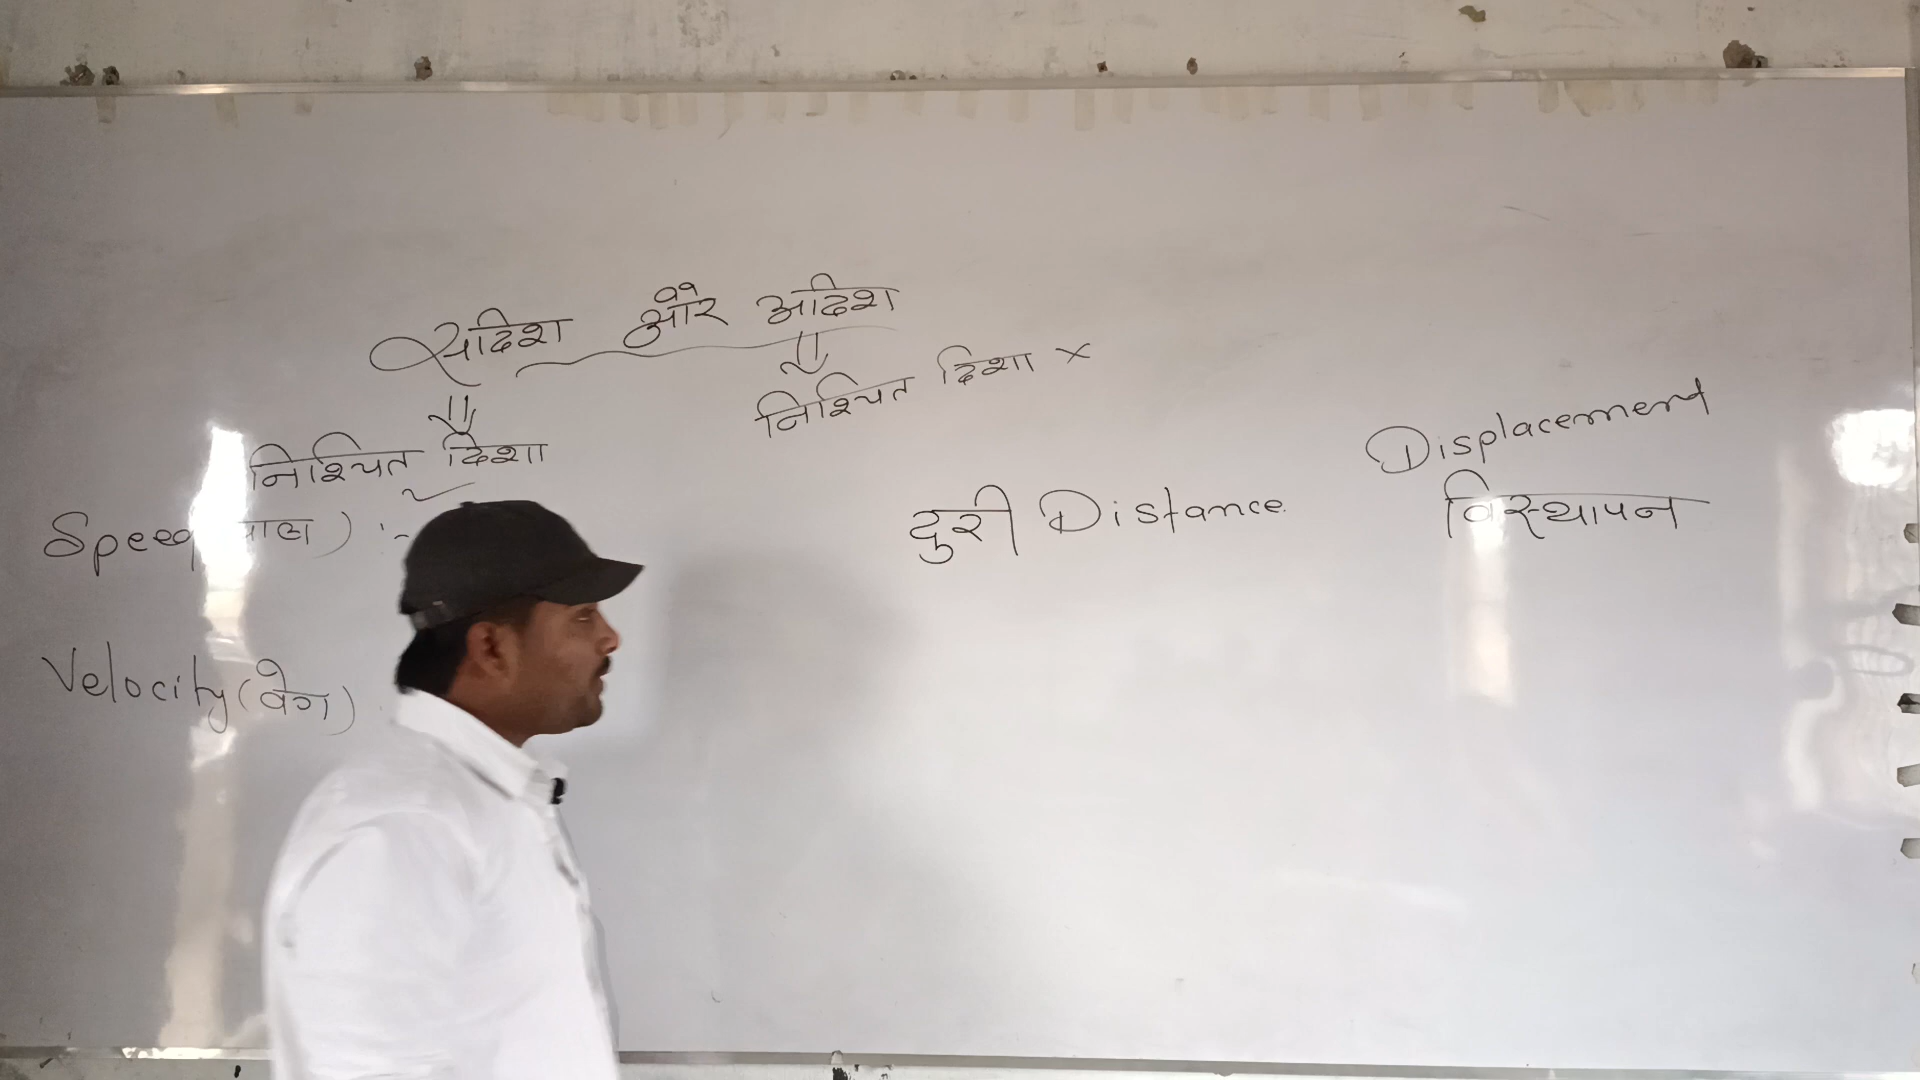 सदिश और अदिश
निश्चित दिशा ×
निश्चित दिशा
Speed (चाल) :-
दुरी Distance
Displacement
विस्थापन
Velocity (वेग)